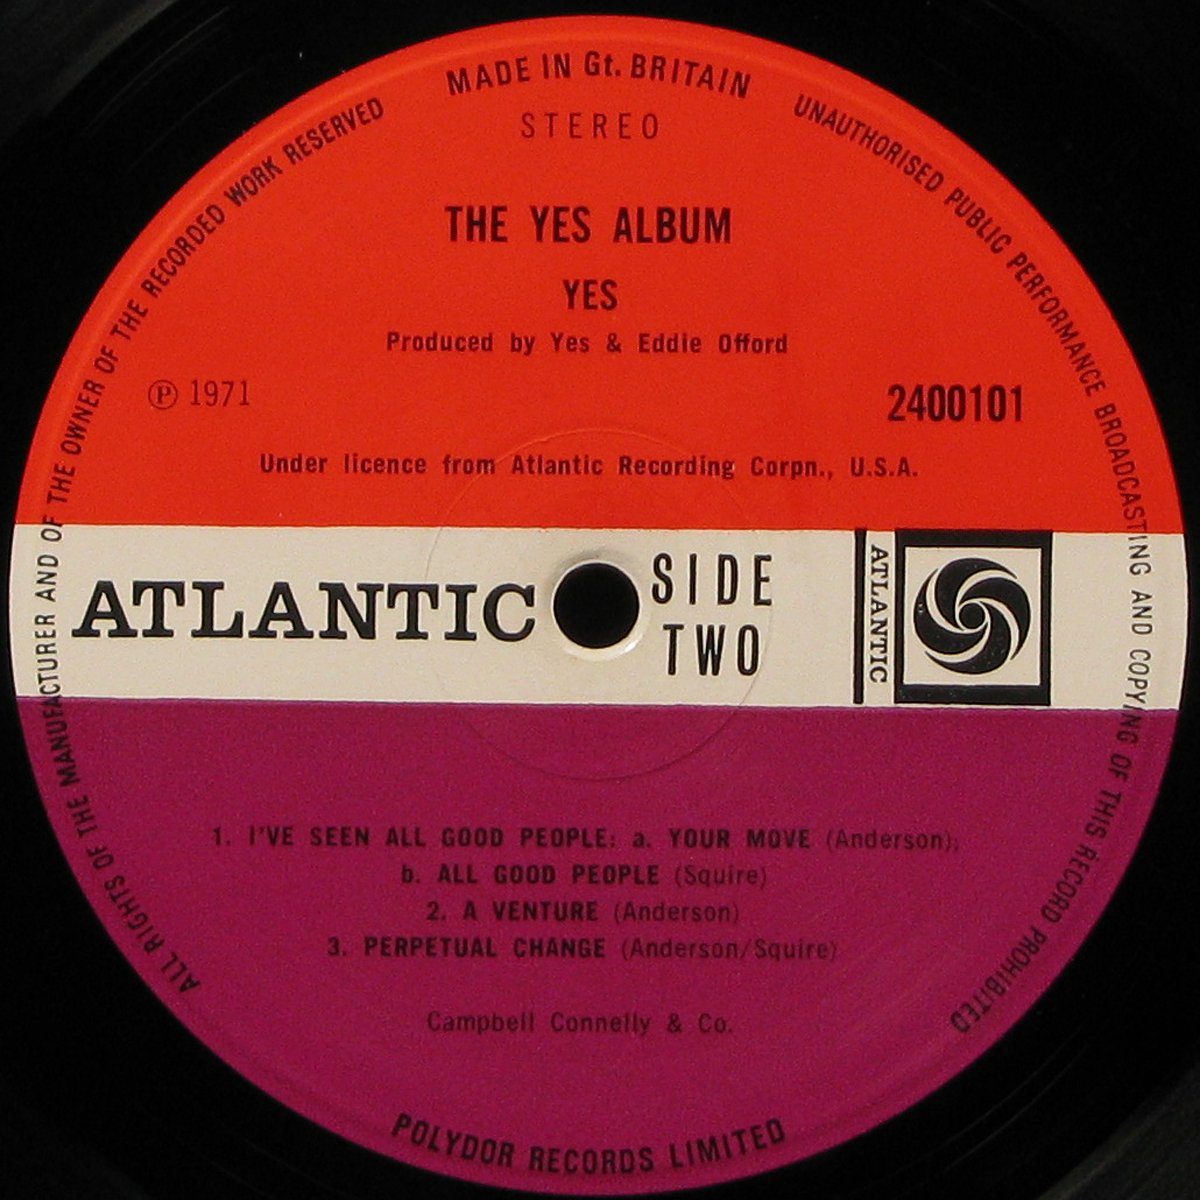 MADE IN Gt. BRITAIN
ALL RIGHTS OF THE MANUFACTURER AND OF THE OWNER OF THE RECORDED WORK RESERVED
UNAUTHORISED PUBLIC PERFORMANCE BROADCASTING AND COPYING OF THIS RECORD PROHIBITED
STEREO
THE YES ALBUM
YES
Produced by Yes & Eddie Offord
℗ 1971
2400101
Under licence from Atlantic Recording Corpn., U.S.A.
ATLANTIC
SIDE
TWO
ATLANTIC
1. I'VE SEEN ALL GOOD PEOPLE: a. YOUR MOVE (Anderson);
b. ALL GOOD PEOPLE (Squire)
2. A VENTURE (Anderson)
3. PERPETUAL CHANGE (Anderson/Squire)
Campbell Connelly & Co.
POLYDOR RECORDS LIMITED